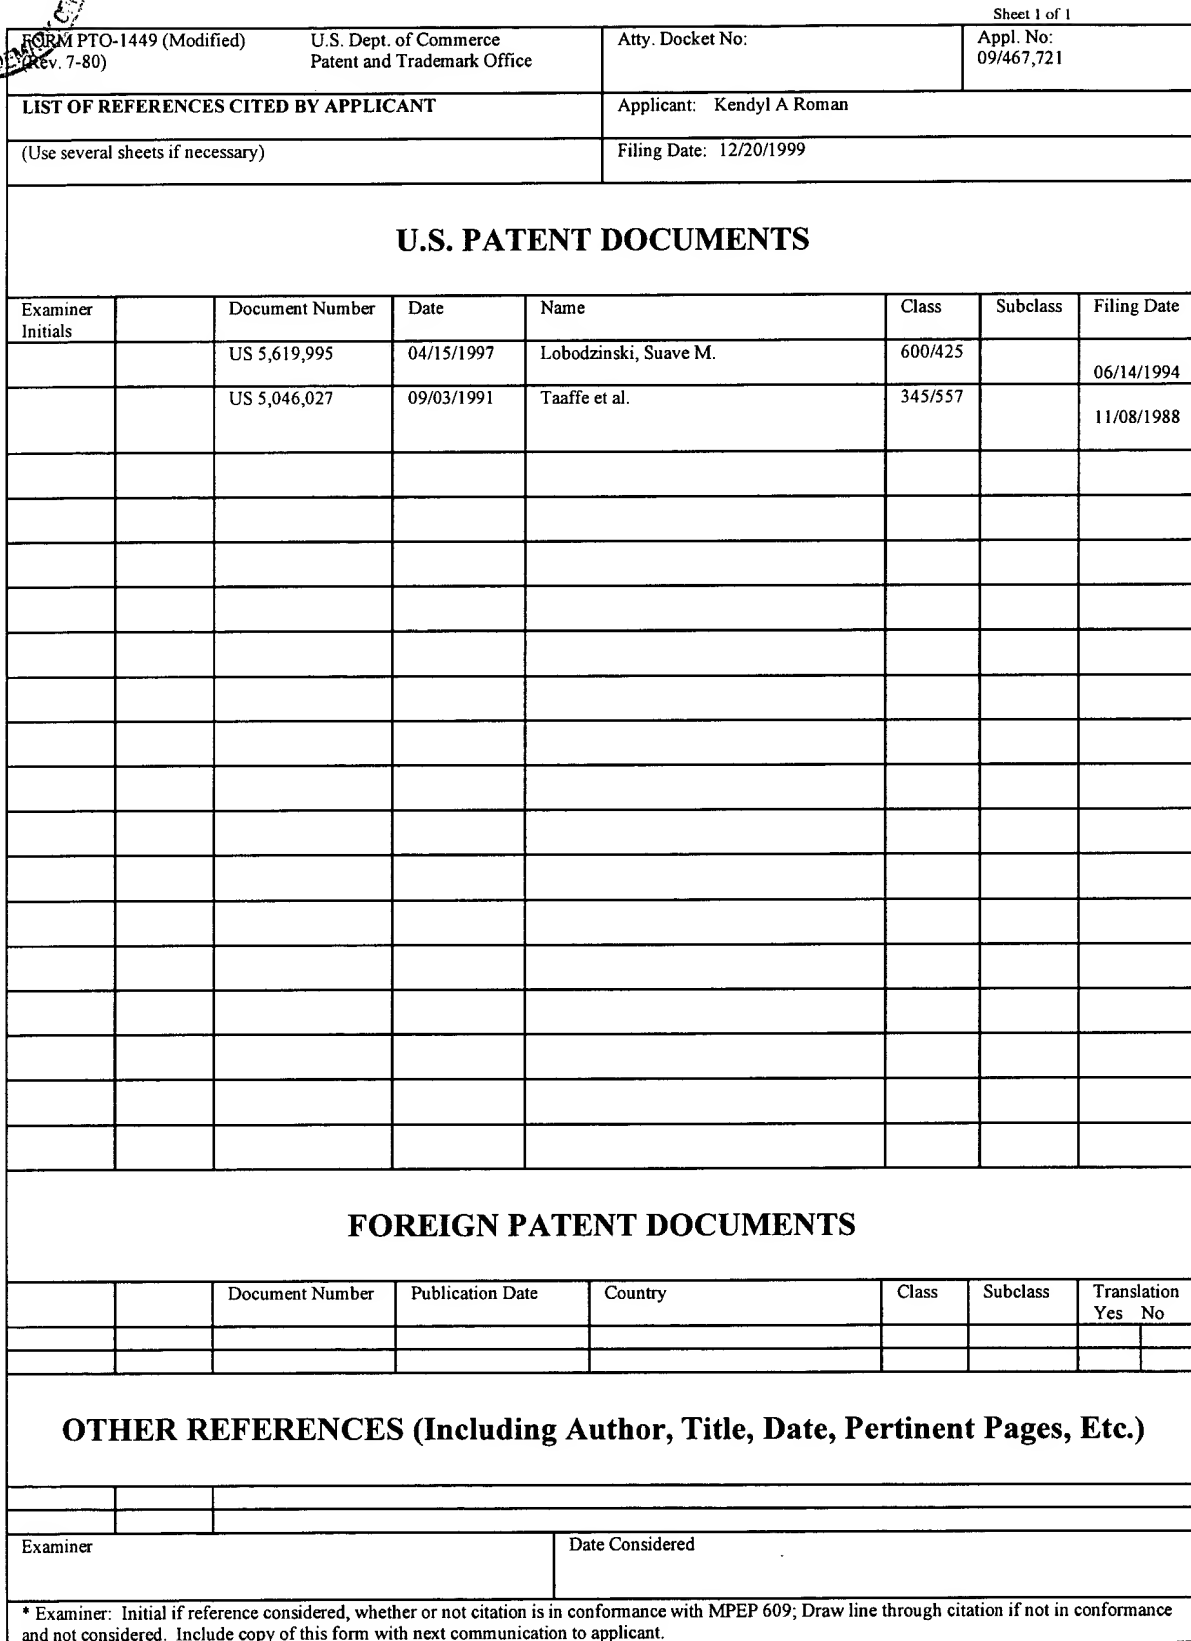 Sheet 1 of 1
FORM PTO-1449 (Modified) U.S. Dept. of Commerce Atty. Docket No: Appl. No:
(Rev. 7-80) Patent and Trademark Office 09/467,721
LIST OF REFERENCES CITED BY APPLICANT Applicant: Kendyl A Roman
(Use several sheets if necessary) Filing Date: 12/20/1999
U.S. PATENT DOCUMENTS
Examiner Document Number Date Name Class Subclass Filing Date
Initials
US 5,619,995 04/15/1997 Lobodzinski, Suave M. 600/425
06/14/1994
US 5,046,027 09/03/1991 Taaffe et al. 345/557
11/08/1988
FOREIGN PATENT DOCUMENTS
Document Number Publication Date Country Class Subclass Translation
Yes No
OTHER REFERENCES (Including Author, Title, Date, Pertinent Pages, Etc.)
Examiner Date Considered
* Examiner: Initial if reference considered, whether or not citation is in conformance with MPEP 609; Draw line through citation if not in conformance
and not considered. Include copy of this form with next communication to applicant.